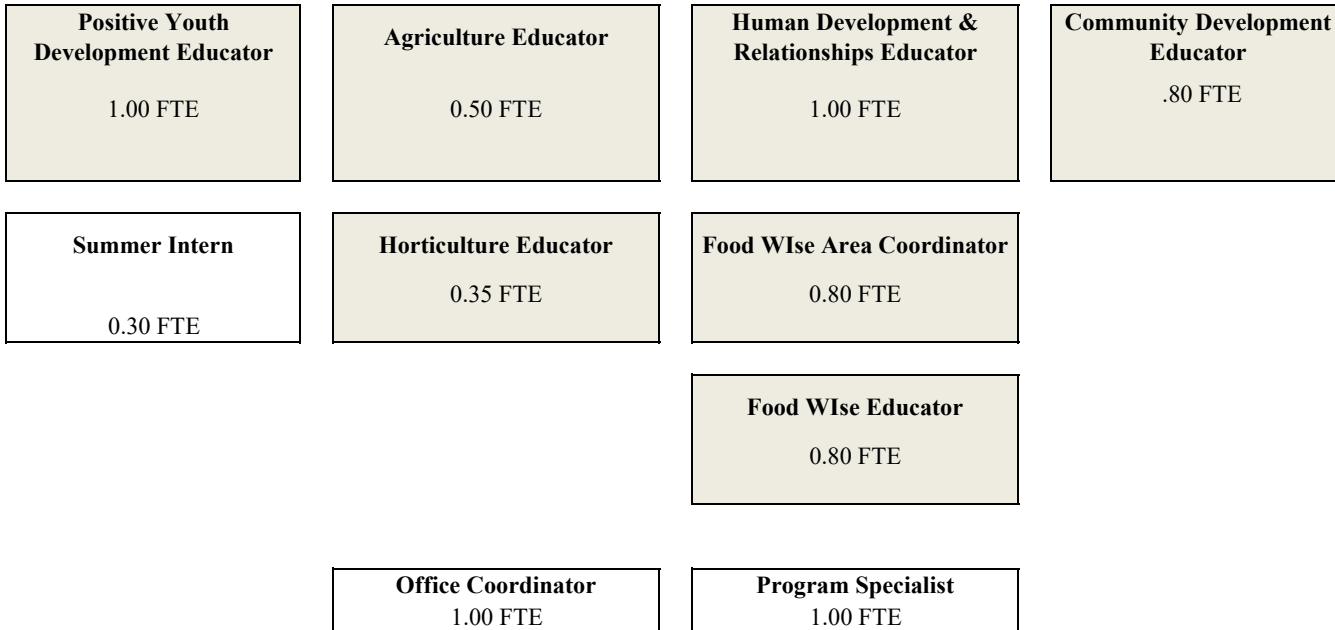 Positive Youth
Development Educator
1.00 FTE
Agriculture Educator
0.50 FTE
Human Development &
Relationships Educator
1.00 FTE
Community Development
Educator
.80 FTE
Summer Intern
0.30 FTE
Horticulture Educator
0.35 FTE
Food WIse Area Coordinator
0.80 FTE
Food WIse Educator
0.80 FTE
Office Coordinator
1.00 FTE
Program Specialist
1.00 FTE